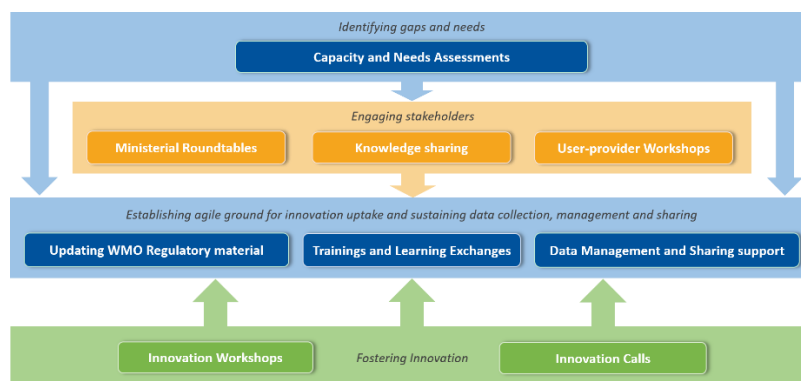 Identifying gaps and needs
Capacity and Needs Assessments
Engaging stakeholders
Ministerial Roundtables
Knowledge sharing
User-provider Workshops
Establishing agile ground for innovation uptake and sustaining data collection, management and sharing
Updating WMO Regulatory material
Trainings and Learning Exchanges
Data Management and Sharing support
Innovation Workshops
Fostering Innovation
Innovation Calls